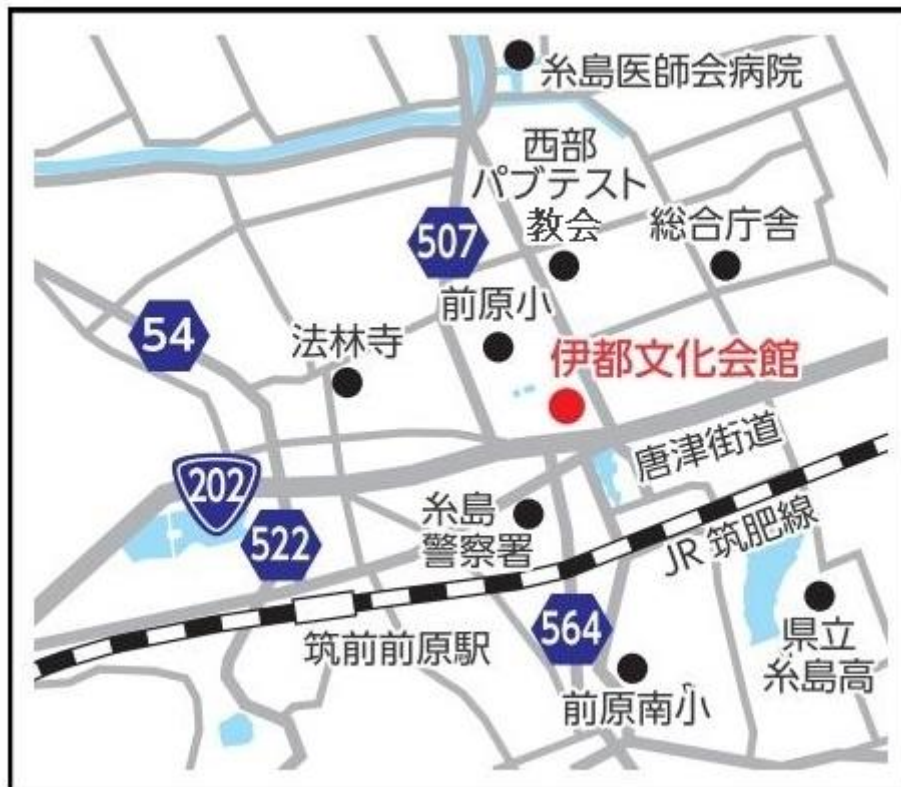 糸島医師会病院
西部
パブテスト
教会
総合庁舎
507
前原小
54
法林寺
伊都文化会館
唐津街道
202
糸島
警察署
522
JR 筑肥線
564
筑前前原駅
県立
糸島高
前原南小